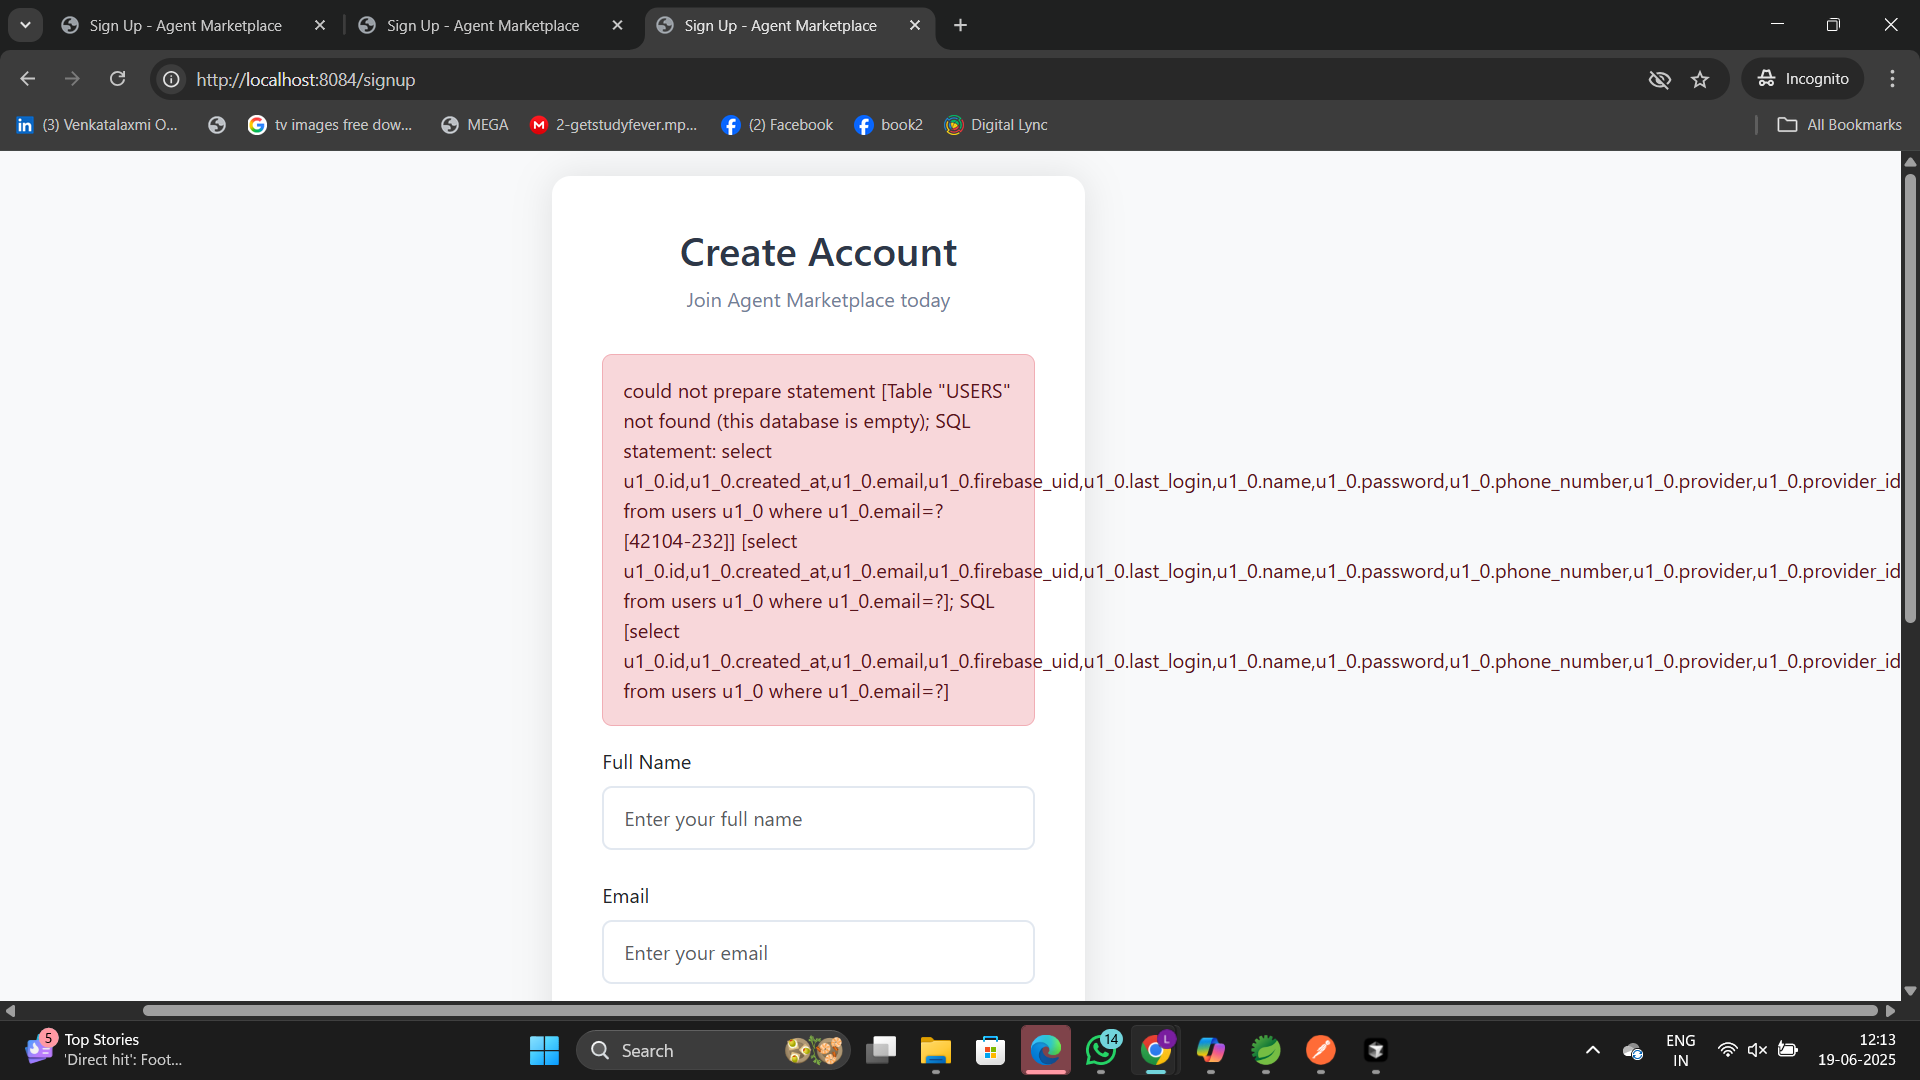 Sign Up - Agent Marketplace
Sign Up - Agent Marketplace
Sign Up - Agent Marketplace
http://localhost:8084/signup
Incognito
in (3) Venkatalaxmi O...
G tv images free dow...
MEGA
M 2-getstudyfever.mp...
f (2) Facebook
f book2
Digital Lync
All Bookmarks
Create Account
Join Agent Marketplace today
could not prepare statement [Table "USERS"
not found (this database is empty); SQL
statement: select
u1_0.id,u1_0.created_at,u1_0.email,u1_0.firebase_uid,u1_0.last_login,u1_0.name,u1_0.password,u1_0.phone_number,u1_0.provider,u1_0.provider_id
from users u1_0 where u1_0.email=?
[42104-232]] [select
u1_0.id,u1_0.created_at,u1_0.email,u1_0.firebase_uid,u1_0.last_login,u1_0.name,u1_0.password,u1_0.phone_number,u1_0.provider,u1_0.provider_id
from users u1_0 where u1_0.email=?]; SQL
[select
u1_0.id,u1_0.created_at,u1_0.email,u1_0.firebase_uid,u1_0.last_login,u1_0.name,u1_0.password,u1_0.phone_number,u1_0.provider,u1_0.provider_id
from users u1_0 where u1_0.email=?]
Full Name
Enter your full name
Email
Enter your email
5
Top Stories
'Direct hit': Foot...
Search
14
L
ENG
IN
12:13
19-06-2025